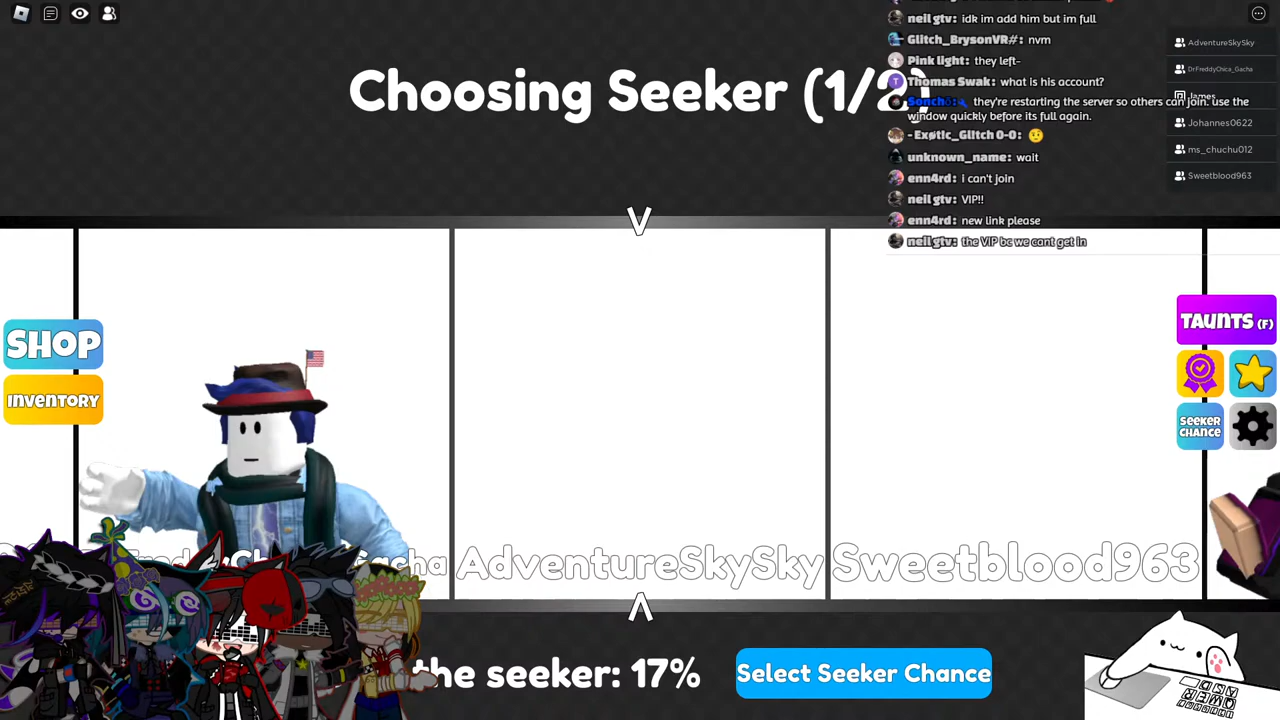 neil gtv: idk im add him but im full
Glitch_BrysonVR#: nvm
Pink light: they left-
Thomas Swak: what is his account?
they're restarting the server so others can join. use the
window quickly before its full again.
- Exøtic_Gl!tch 0-0:
unknown_name: wait
enn4rd: i can't join
neil gtv: VIP!!
enn4rd: new link please
neil gtv: the VIP bc we cant get in
AdventureSkySky
DrFreddyChica_Gacha
James
Johannes0622
ms_chuchu012
Sweetblood963
Choosing Seeker (1/2)
V
SHOP
INVENTORY
TAUNTS (F)
SEEKER
CHANCE
AdventureSkySky
Sweetblood963
the seeker: 17%
Select Seeker Chance